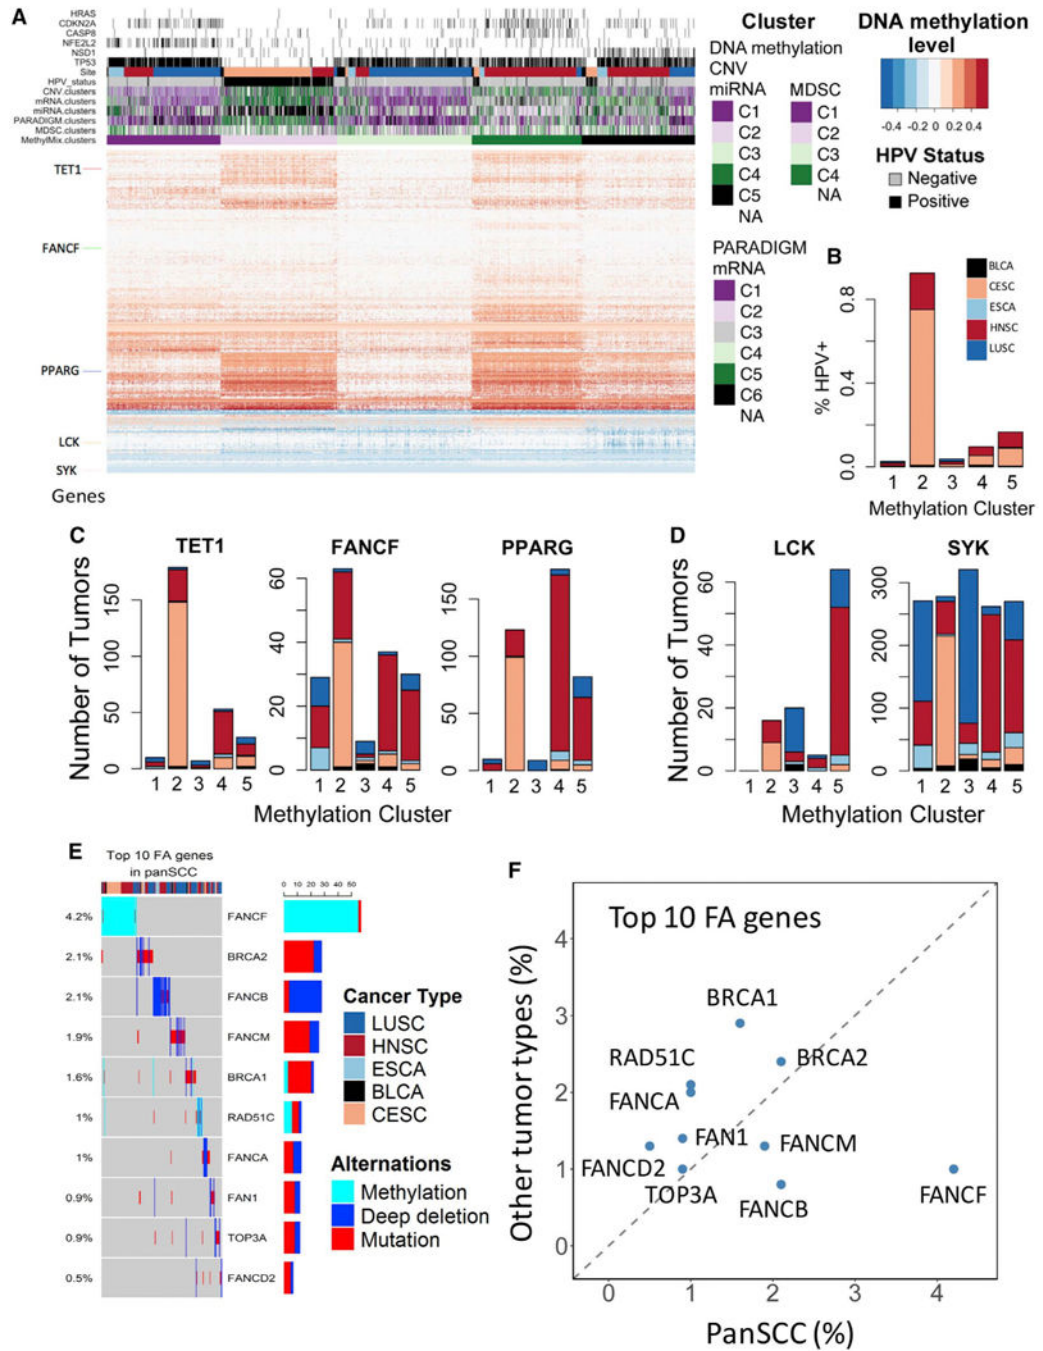 A
HRAS
CDKN2A
CASP8
NFE2L2
NSD1
TP53
Site
HPV_status
CNV.clusters
mRNA.clusters
miRNA.clusters
PARADIGM.clusters
MDSC.clusters
MethylMix.clusters
TET1
FANCF
PPARG
LCK
SYK
Genes
Cluster
DNA methylation
CNV
miRNA
C1
C2
C3
C4
C5
NA
MDSC
C1
C2
C3
C4
NA
PARADIGM
mRNA
C1
C2
C3
C4
C5
C6
NA
DNA methylation
level
-0.4
-0.2
0
0.2
0.4
HPV Status
Negative
Positive
B
% HPV+
0.0
0.4
0.8
BLCA
CESC
ESCA
HNSC
LUSC
1 2 3 4 5
Methylation Cluster
C
TET1
FANCF
PPARG
Number of Tumors
0
50
100
150
0
20
40
60
0
50
100
150
1 2 3 4 5
1 2 3 4 5
1 2 3 4 5
Methylation Cluster
D
LCK
SYK
Number of Tumors
0
20
40
60
0
100
200
300
1 2 3 4 5
1 2 3 4 5
Methylation Cluster
E
Top 10 FA genes
in panSCC
0 10 20 30 40 50
4.2% FANCF
2.1% BRCA2
2.1% FANCB
1.9% FANCM
1.6% BRCA1
1% RAD51C
1% FANCA
0.9% FAN1
0.9% TOP3A
0.5% FANCD2
Cancer Type
LUSC
HNSC
ESCA
BLCA
CESC
Alternations
Methylation
Deep deletion
Mutation
F
Top 10 FA genes
Other tumor types (%)
4
3
2
1
0
BRCA1
RAD51C
BRCA2
FANCA
FAN1
FANCM
FANCD2
TOP3A
FANCB
FANCF
0 1 2 3 4
PanSCC (%)